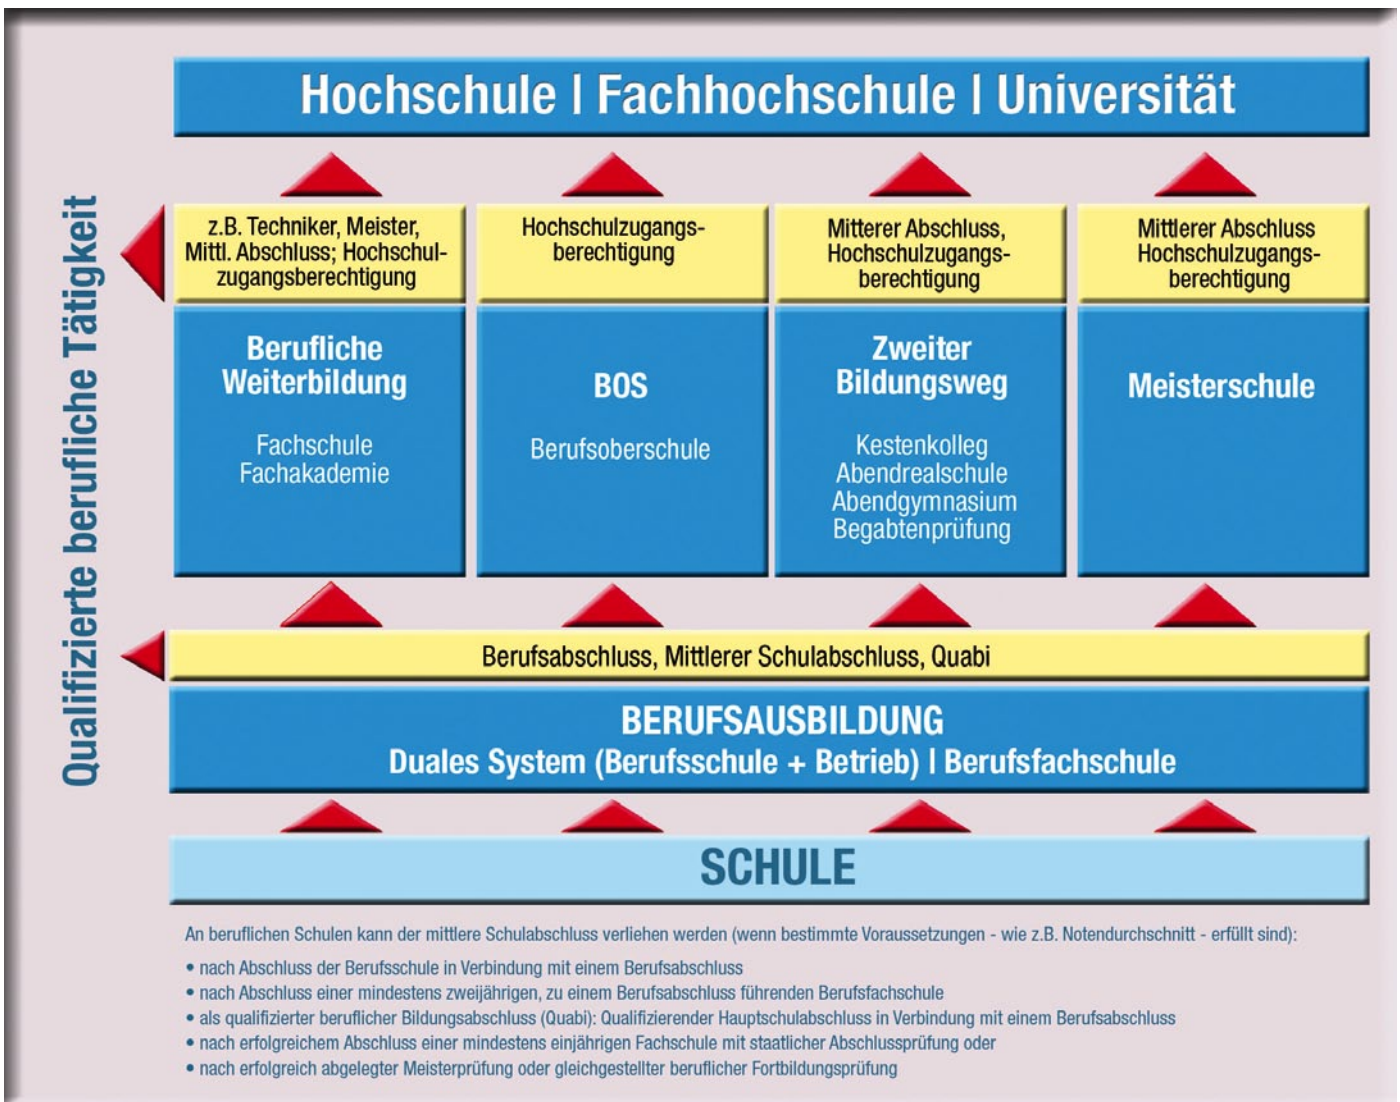 Hochschule | Fachhochschule | Universität
Qualifizierte berufliche Tätigkeit
z.B. Techniker, Meister,
Mittl. Abschluss; Hochschul-
zugangsberechtigung
Berufliche
Weiterbildung
Fachschule
Fachakademie
Hochschulzugangs-
berechtigung
BOS
Berufsoberschule
Mitterer Abschluss,
Hochschulzugangs-
berechtigung
Zweiter
Bildungsweg
Kestenkolleg
Abendrealschule
Abendgymnasium
Begabtenprüfung
Mittlerer Abschluss
Hochschulzugangs-
berechtigung
Meisterschule
Berufsabschluss, Mittlerer Schulabschluss, Quabi
BERUFSAUSBILDUNG
Duales System (Berufsschule + Betrieb) | Berufsfachschule
SCHULE
An beruflichen Schulen kann der mittlere Schulabschluss verliehen werden (wenn bestimmte Voraussetzungen - wie z.B. Notendurchschnitt - erfüllt sind):
• nach Abschluss der Berufsschule in Verbindung mit einem Berufsabschluss
• nach Abschluss einer mindestens zweijährigen, zu einem Berufsabschluss führenden Berufsfachschule
• als qualifizierter beruflicher Bildungsabschluss (Quabi): Qualifizierender Hauptschulabschluss in Verbindung mit einem Berufsabschluss
• nach erfolgreichem Abschluss einer mindestens einjährigen Fachschule mit staatlicher Abschlussprüfung oder
• nach erfolgreich abgelegter Meisterprüfung oder gleichgestellter beruflicher Fortbildungsprüfung